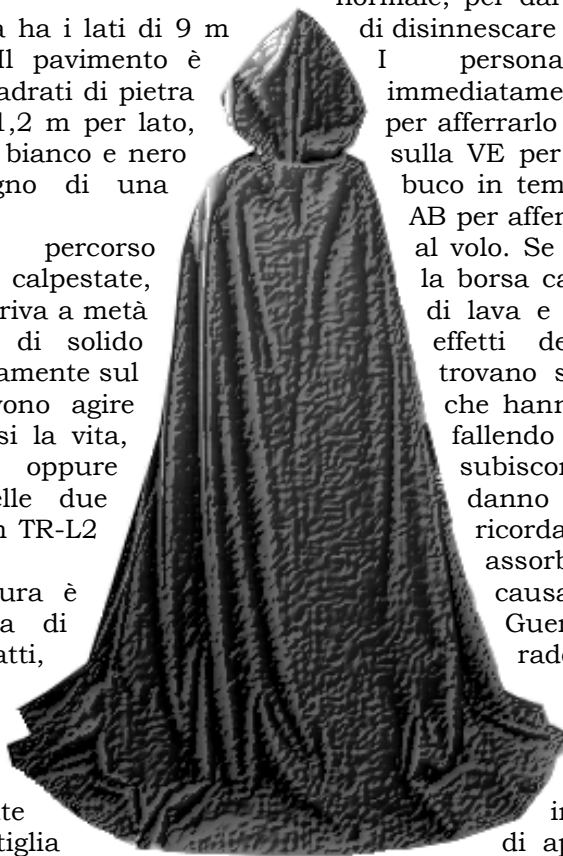 a ha i lati di 9 m
Il pavimento è
adrati di pietra
1,2 m per lato,
bianco e nero
gno di una
percorso
calpestate,
riva a metà
di solido
amente sul
vono agire
si la vita,
oppure
elle due
n TR-L2
ura è
a di
atti,
te
tiglia
di disinnescare
I persona
immediatame
per afferrarlo
sulla VE per
buco in tem
AB per affer
al volo. Se
la borsa ca
di lava e
effetti de
trovano s
che hann
fallendo
subiscon
danno
ricorda
assorb
causa
Guer
rado
in
di ap